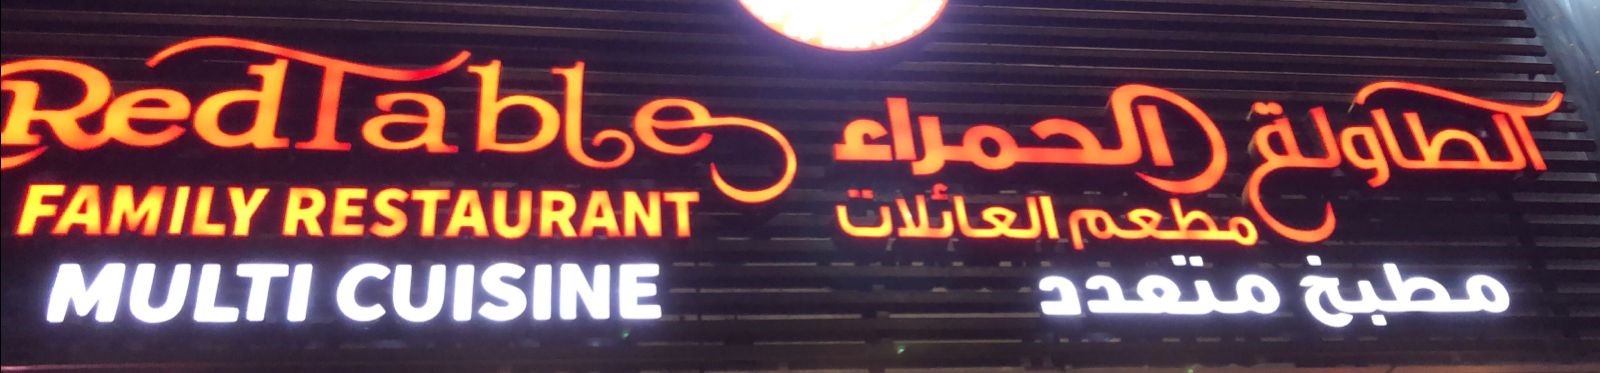 RedTable
FAMILY RESTAURANT
MULTI CUISINE
الطاولة الحمراء
مطعم العائلات
مطبخ متعدد